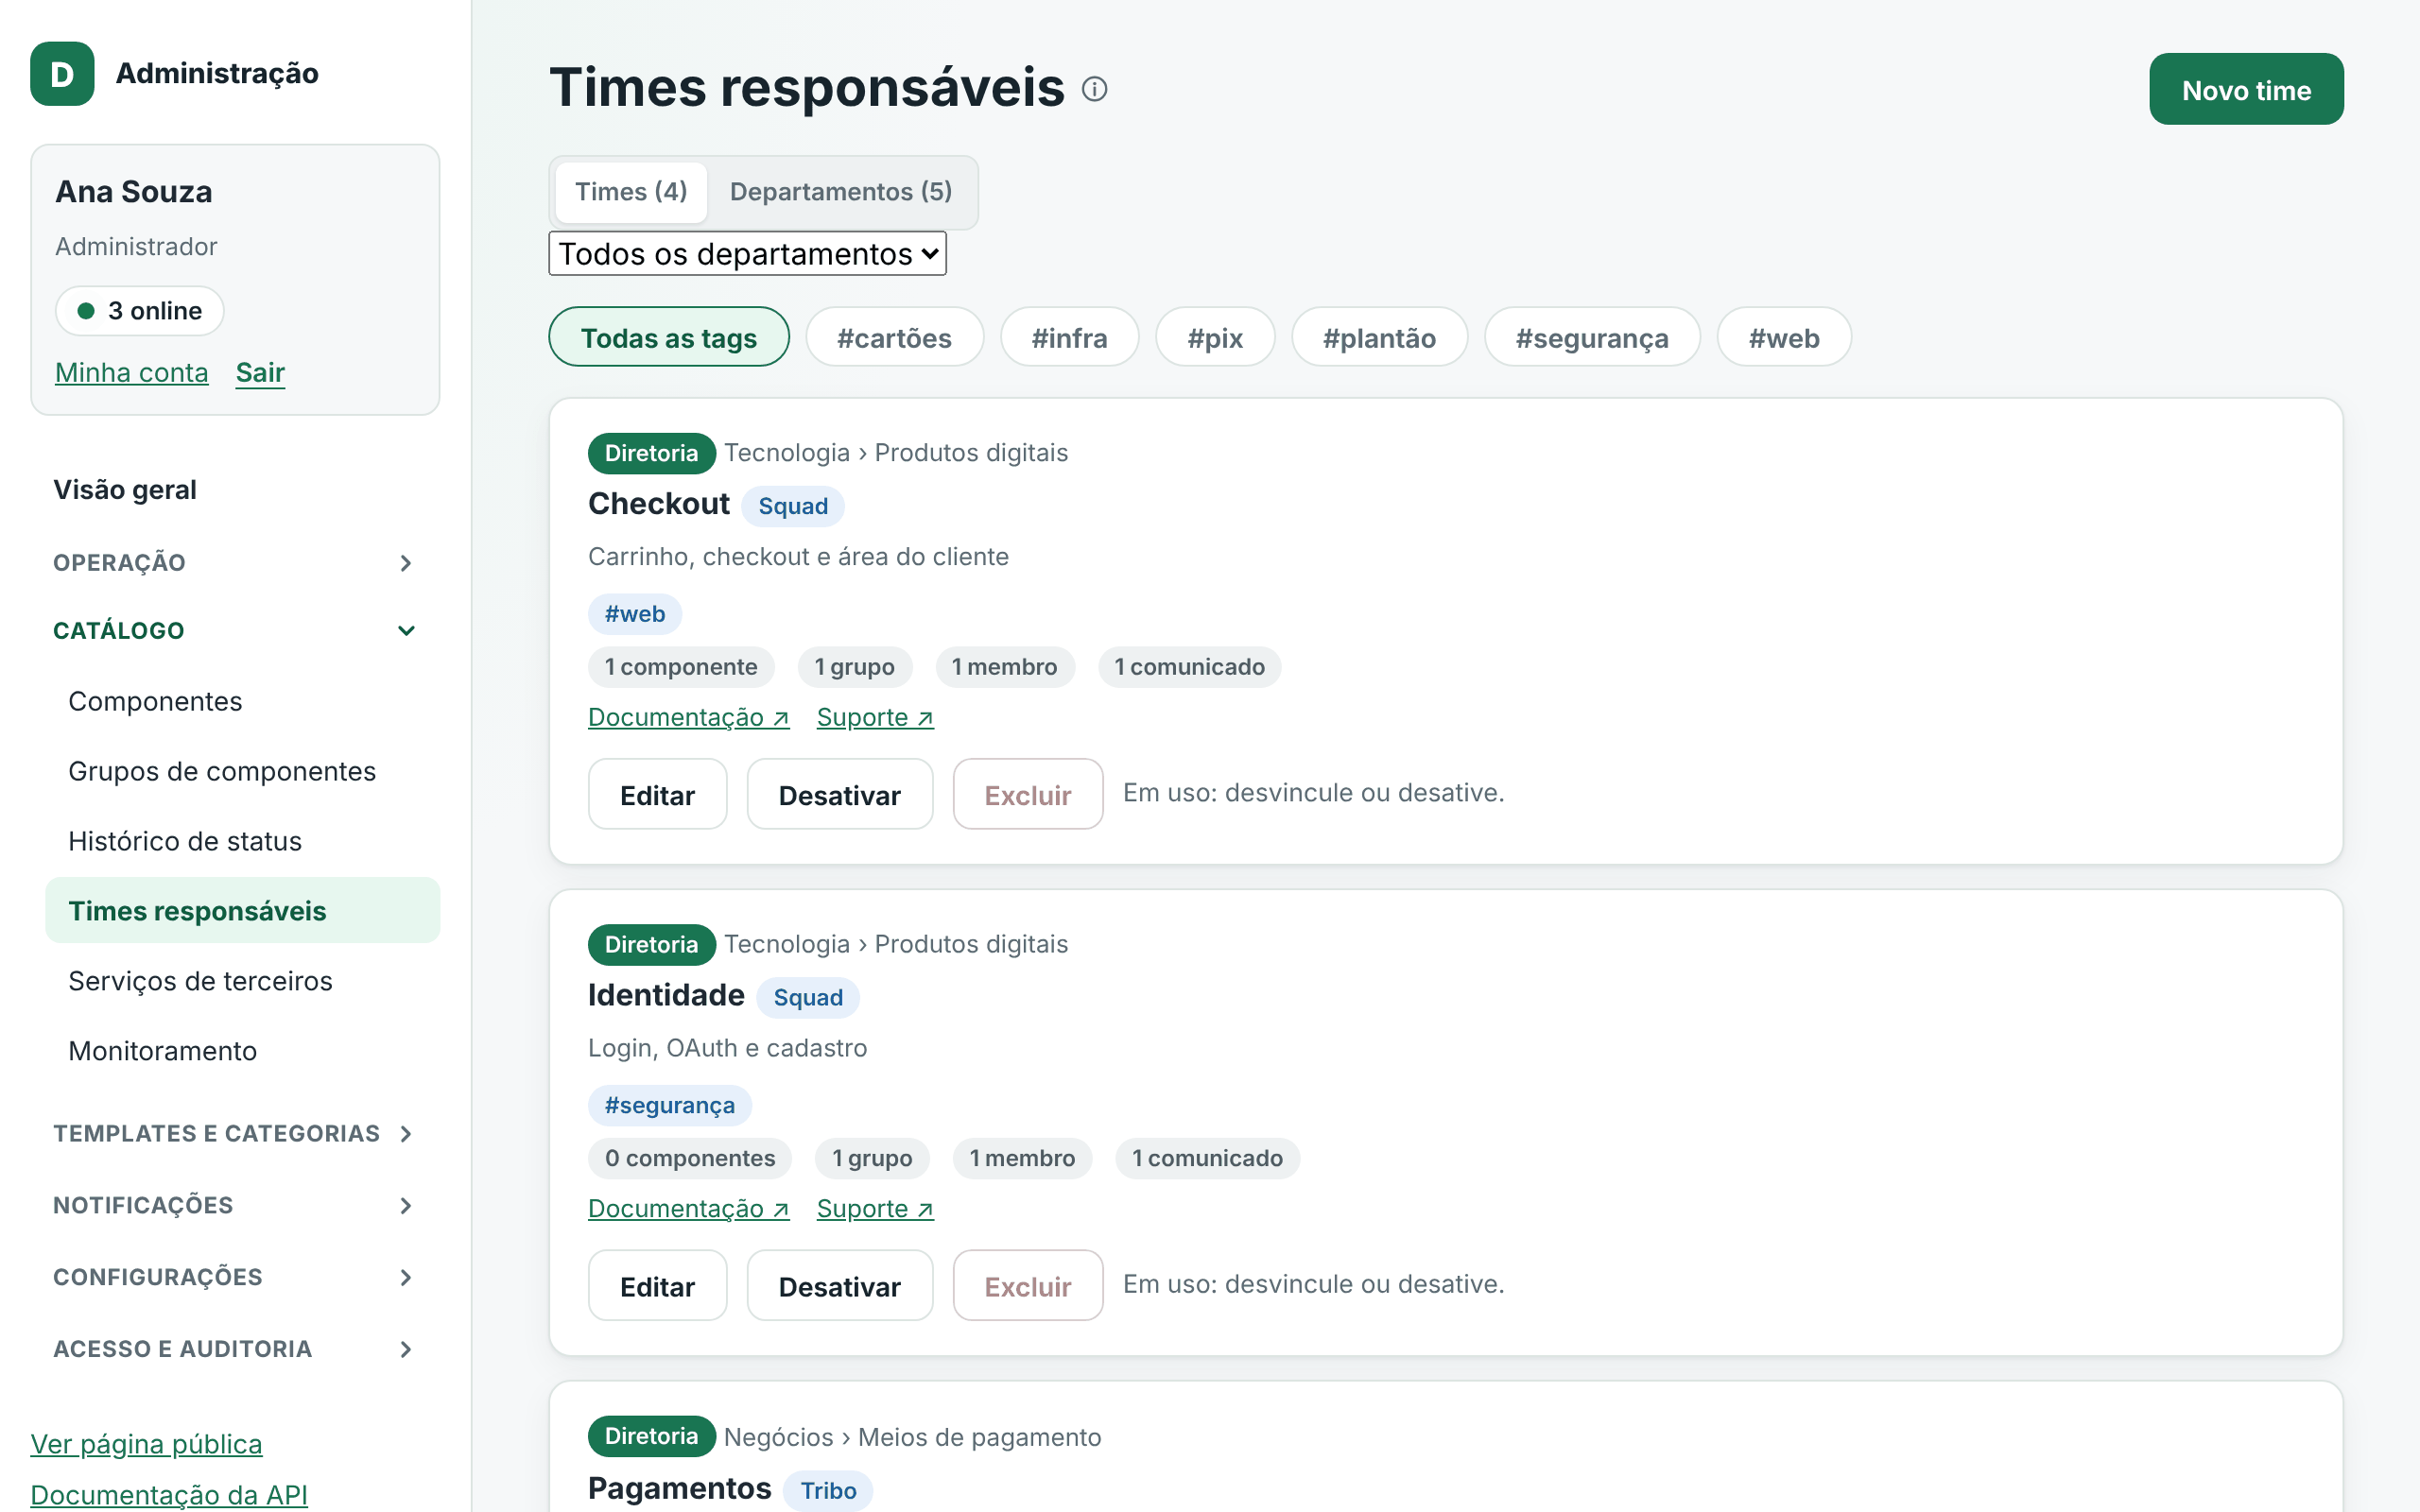 D Administração
Ana Souza
Administrador
3 online
Minha conta Sair
Visão geral
OPERAÇÃO
CATÁLOGO
Componentes
Grupos de componentes
Histórico de status
Times responsáveis
Serviços de terceiros
Monitoramento
TEMPLATES E CATEGORIAS
NOTIFICAÇÕES
CONFIGURAÇÕES
ACESSO E AUDITORIA
Ver página pública
Documentação da API
Times responsáveis
Novo time
Times (4) Departamentos (5)
Todos os departamentos
Todas as tags #cartões #infra #pix #plantão #segurança #web
Diretoria Tecnologia › Produtos digitais
Checkout Squad
Carrinho, checkout e área do cliente
#web
1 componente 1 grupo 1 membro 1 comunicado
Documentação ↗ Suporte ↗
Editar Desativar Excluir Em uso: desvincule ou desative.
Diretoria Tecnologia › Produtos digitais
Identidade Squad
Login, OAuth e cadastro
#segurança
0 componentes 1 grupo 1 membro 1 comunicado
Documentação ↗ Suporte ↗
Editar Desativar Excluir Em uso: desvincule ou desative.
Diretoria Negócios › Meios de pagamento
Pagamentos Tribo